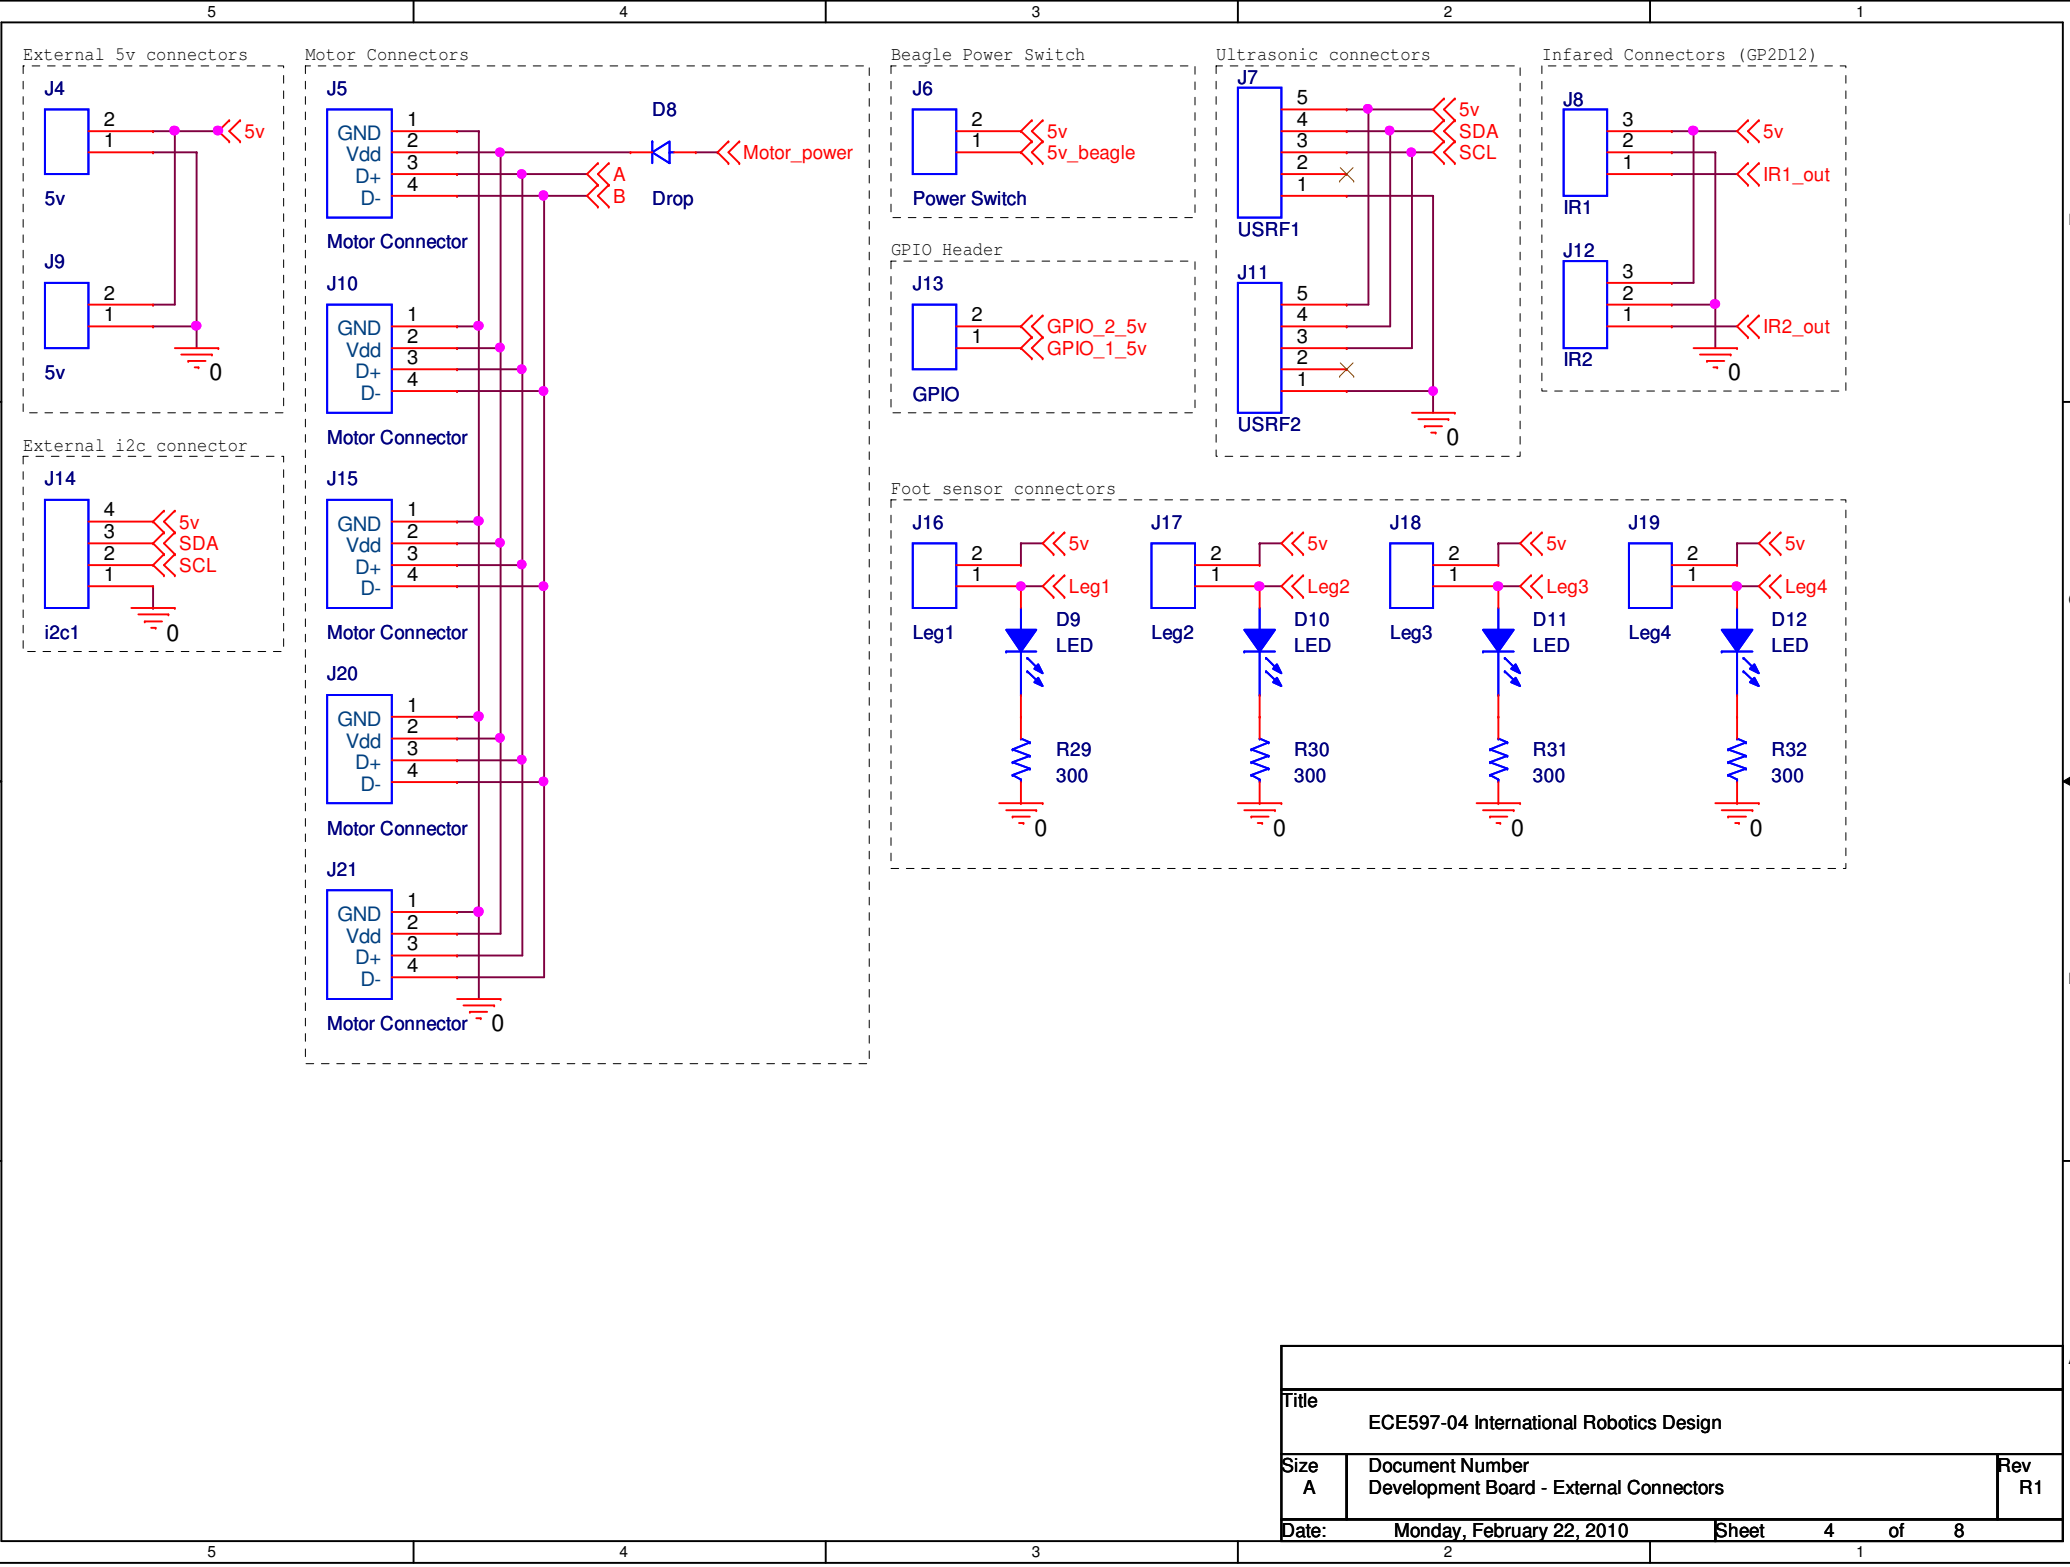 5 4 3 2 1
External 5v connectors
J4
2
1
5v
5v
J9
2
1
5v
0
External i2c connector
J14
4
3
2
1
5v
SDA
SCL
i2c1
0
Motor Connectors
J5
GND 1
Vdd 2
D+ 3
D- 4
D8
Drop
Motor_power
A
B
Motor Connector
J10
GND 1
Vdd 2
D+ 3
D- 4
Motor Connector
J15
GND 1
Vdd 2
D+ 3
D- 4
Motor Connector
J20
GND 1
Vdd 2
D+ 3
D- 4
Motor Connector
J21
GND 1
Vdd 2
D+ 3
D- 4
Motor Connector
0
Beagle Power Switch
J6
2 5v
1 5v_beagle
Power Switch
GPIO Header
J13
2 GPIO_2_5v
1 GPIO_1_5v
GPIO
Ultrasonic connectors
J7
5 5v
4 SDA
3 SCL
2
1
USRF1
J11
5
4
3
2
1
USRF2
0
Infared Connectors (GP2D12)
J8
3 5v
2
1 IR1_out
IR1
J12
3
2
1 IR2_out
IR2
0
Foot sensor connectors
J16
2 5v
1 Leg1
Leg1
D9
LED
R29
300
0
J17
2 5v
1 Leg2
Leg2
D10
LED
R30
300
0
J18
2 5v
1 Leg3
Leg3
D11
LED
R31
300
0
J19
2 5v
1 Leg4
Leg4
D12
LED
R32
300
0
Title
ECE597-04 International Robotics Design
Size Document Number Rev
A Development Board - External Connectors R1
Date: Monday, February 22, 2010 Sheet 4 of 8
5 4 3 2 1